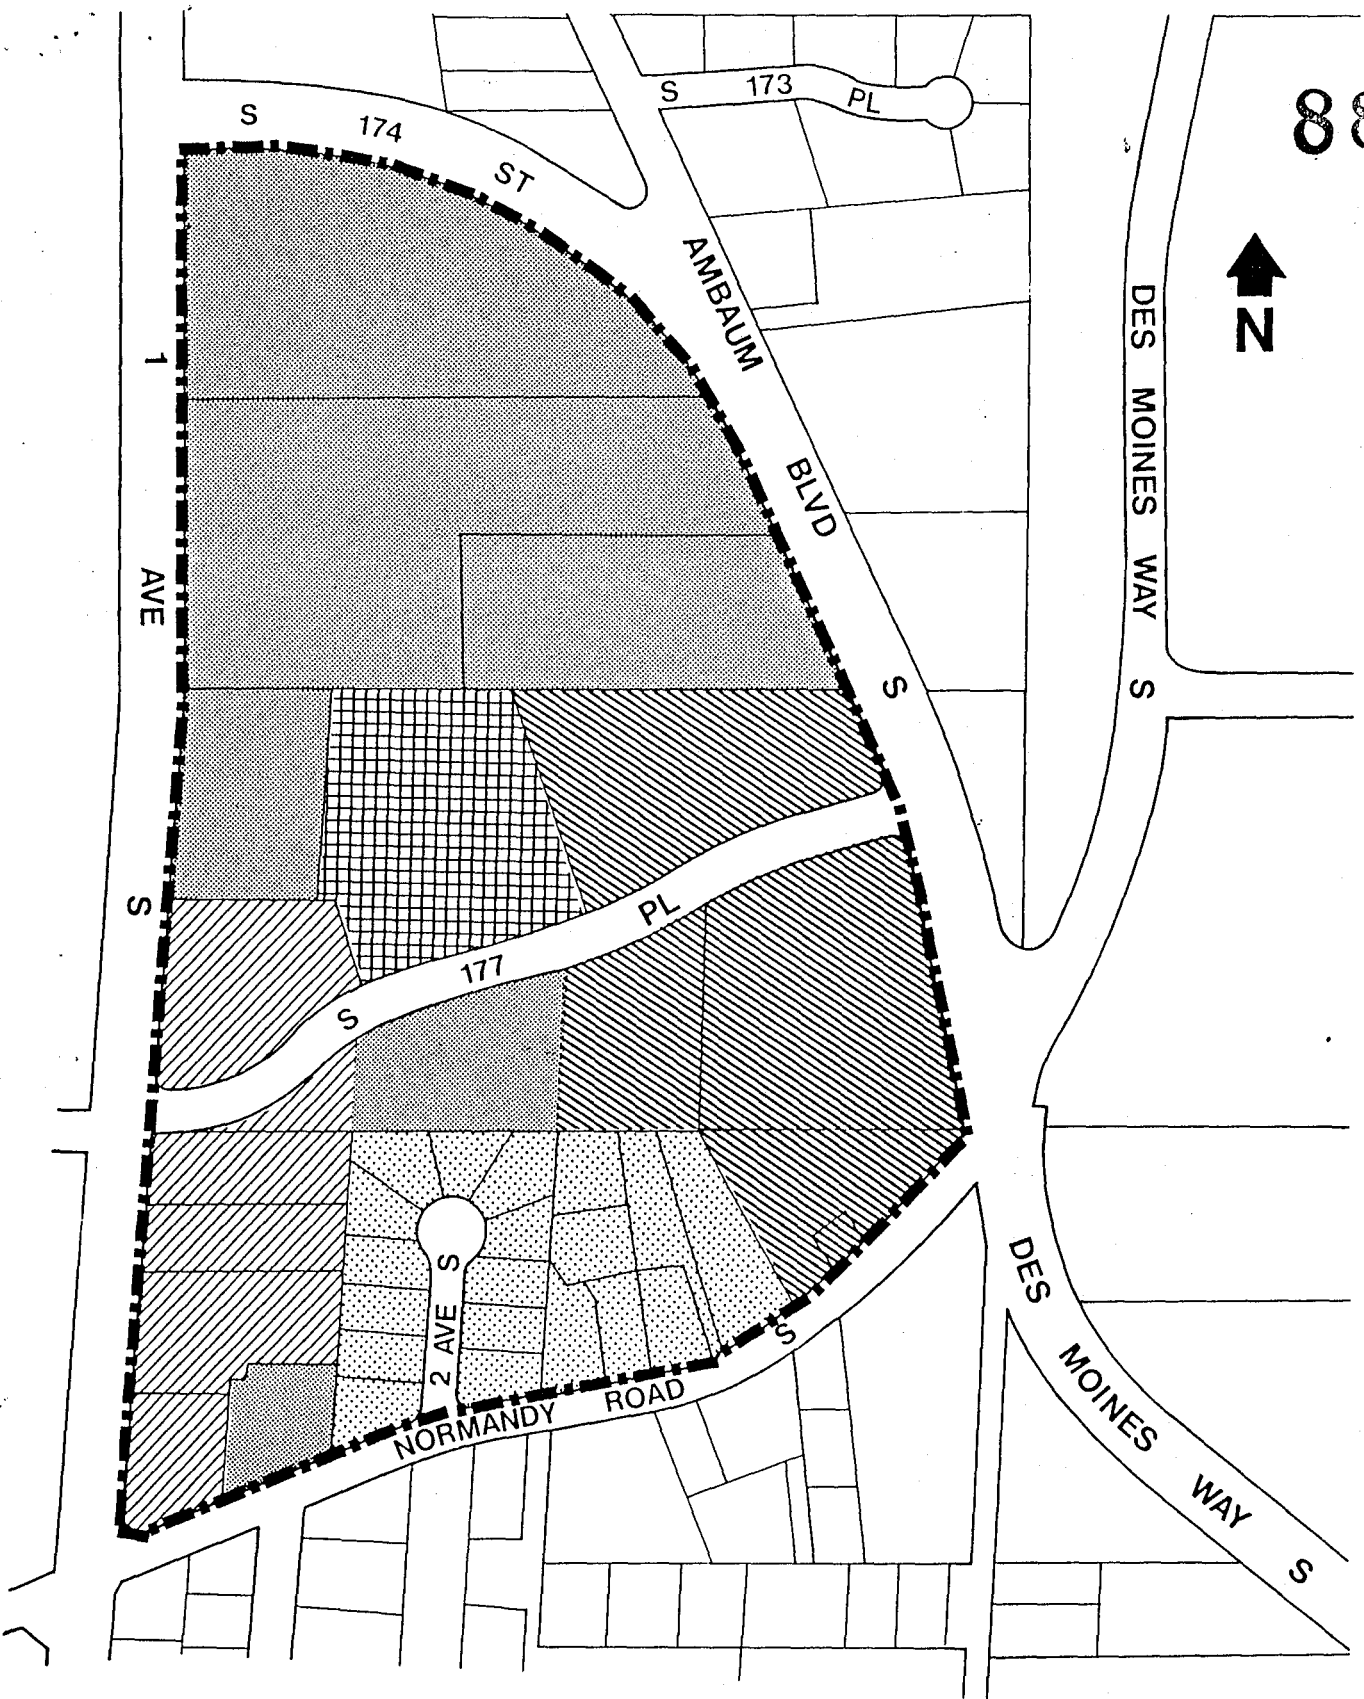 S 173 PL
S 174 ST
88
N
AMBAUM BLVD S
DES MOINES WAY S
1 AVE S
S 177 PL
2 AVE S
NORMANDY ROAD S
DES MOINES WAY S